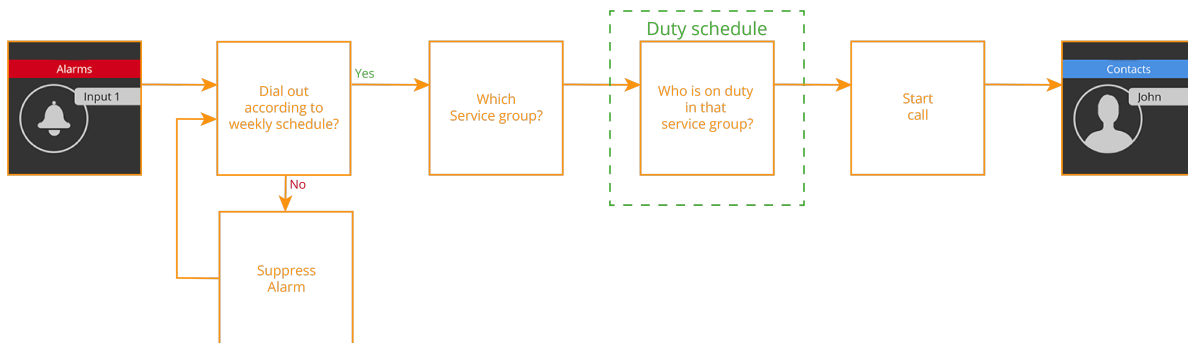 Duty schedule
Alarms
Input 1
Dial out
according to
weekly schedule?
Yes
Which
Service group?
Who is on duty
in that
service group?
Start
call
Contacts
John
No
Suppress
Alarm